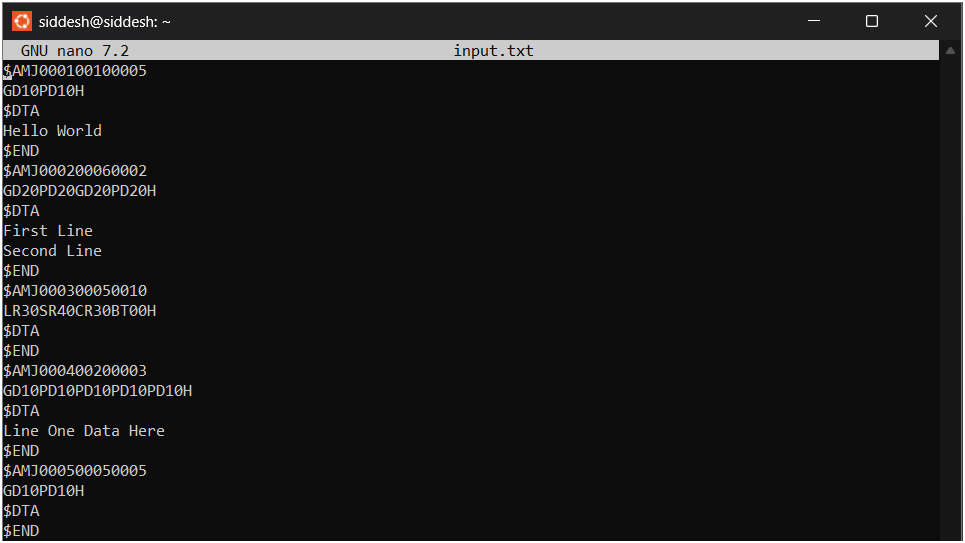 siddesh@siddesh: ~
GNU nano 7.2 input.txt
$AMJ000100100005
GD10PD10H
$DTA
Hello World
$END
$AMJ000200060002
GD20PD20GD20PD20H
$DTA
First Line
Second Line
$END
$AMJ000300050010
LR30SR40CR30BT00H
$DTA
$END
$AMJ000400200003
GD10PD10PD10PD10PD10H
$DTA
Line One Data Here
$END
$AMJ000500050005
GD10PD10H
$DTA
$END